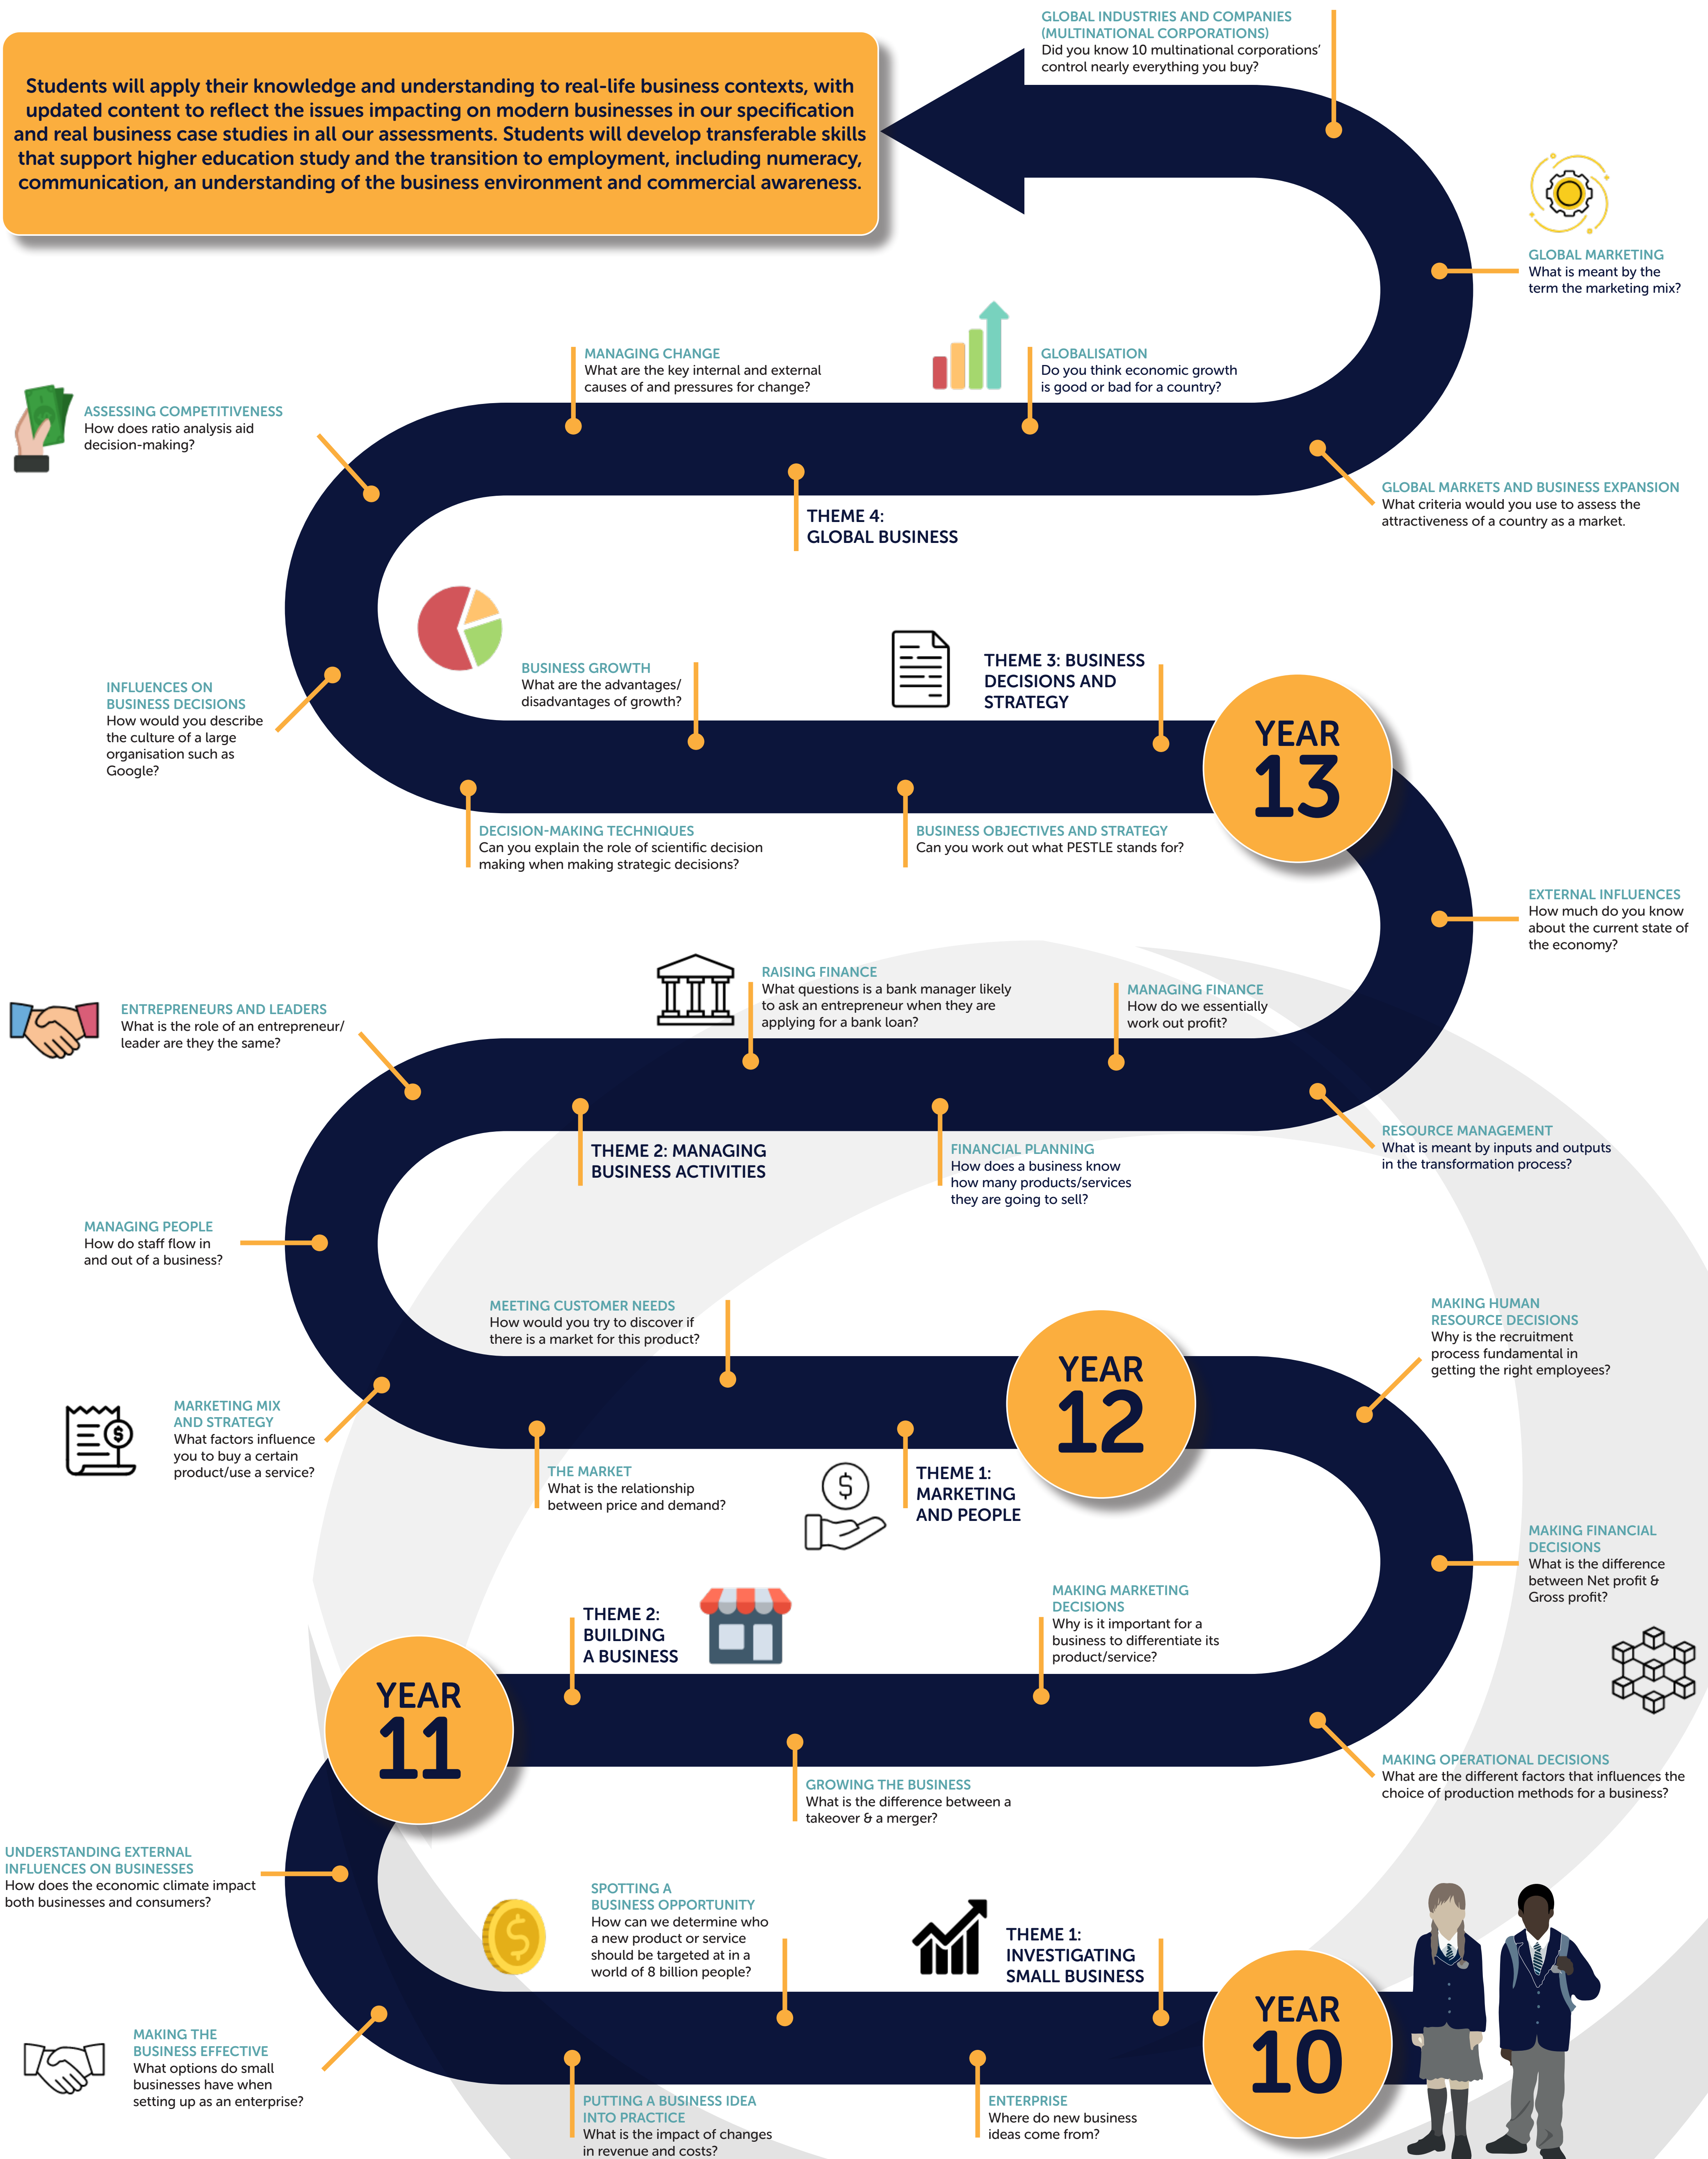 GLOBAL INDUSTRIES AND COMPANIES
(MULTINATIONAL CORPORATIONS)
Did you know 10 multinational corporations’
control nearly everything you buy?
Students will apply their knowledge and understanding to real-life business contexts, with
updated content to reflect the issues impacting on modern businesses in our specification
and real business case studies in all our assessments. Students will develop transferable skills
that support higher education study and the transition to employment, including numeracy,
communication, an understanding of the business environment and commercial awareness.
GLOBAL MARKETING
What is meant by the
term the marketing mix?
MANAGING CHANGE
What are the key internal and external
causes of and pressures for change?
GLOBALISATION
Do you think economic growth
is good or bad for a country?
ASSESSING COMPETITIVENESS
How does ratio analysis aid
decision-making?
GLOBAL MARKETS AND BUSINESS EXPANSION
What criteria would you use to assess the
attractiveness of a country as a market.
THEME 4:
GLOBAL BUSINESS
BUSINESS GROWTH
What are the advantages/
disadvantages of growth?
THEME 3: BUSINESS
DECISIONS AND
STRATEGY
INFLUENCES ON
BUSINESS DECISIONS
How would you describe
the culture of a large
organisation such as
Google?
YEAR
13
DECISION-MAKING TECHNIQUES
Can you explain the role of scientific decision
making when making strategic decisions?
BUSINESS OBJECTIVES AND STRATEGY
Can you work out what PESTLE stands for?
EXTERNAL INFLUENCES
How much do you know
about the current state of
the economy?
RAISING FINANCE
What questions is a bank manager likely
to ask an entrepreneur when they are
applying for a bank loan?
MANAGING FINANCE
How do we essentially
work out profit?
ENTREPRENEURS AND LEADERS
What is the role of an entrepreneur/
leader are they the same?
THEME 2: MANAGING
BUSINESS ACTIVITIES
FINANCIAL PLANNING
How does a business know
how many products/services
they are going to sell?
RESOURCE MANAGEMENT
What is meant by inputs and outputs
in the transformation process?
MANAGING PEOPLE
How do staff flow in
and out of a business?
MEETING CUSTOMER NEEDS
How would you try to discover if
there is a market for this product?
YEAR
12
MAKING HUMAN
RESOURCE DECISIONS
Why is the recruitment
process fundamental in
getting the right employees?
MARKETING MIX
AND STRATEGY
What factors influence
you to buy a certain
product/use a service?
THE MARKET
What is the relationship
between price and demand?
THEME 1:
MARKETING
AND PEOPLE
MAKING FINANCIAL
DECISIONS
What is the difference
between Net profit &
Gross profit?
THEME 2:
BUILDING
A BUSINESS
MAKING MARKETING
DECISIONS
Why is it important for a
business to differentiate its
product/service?
YEAR
11
GROWING THE BUSINESS
What is the difference between a
takeover & a merger?
MAKING OPERATIONAL DECISIONS
What are the different factors that influences the
choice of production methods for a business?
UNDERSTANDING EXTERNAL
INFLUENCES ON BUSINESSES
How does the economic climate impact
both businesses and consumers?
SPOTTING A
BUSINESS OPPORTUNITY
How can we determine who
a new product or service
should be targeted at in a
world of 8 billion people?
THEME 1:
INVESTIGATING
SMALL BUSINESS
YEAR
10
MAKING THE
BUSINESS EFFECTIVE
What options do small
businesses have when
setting up as an enterprise?
PUTTING A BUSINESS IDEA
INTO PRACTICE
What is the impact of changes
in revenue and costs?
ENTERPRISE
Where do new business
ideas come from?